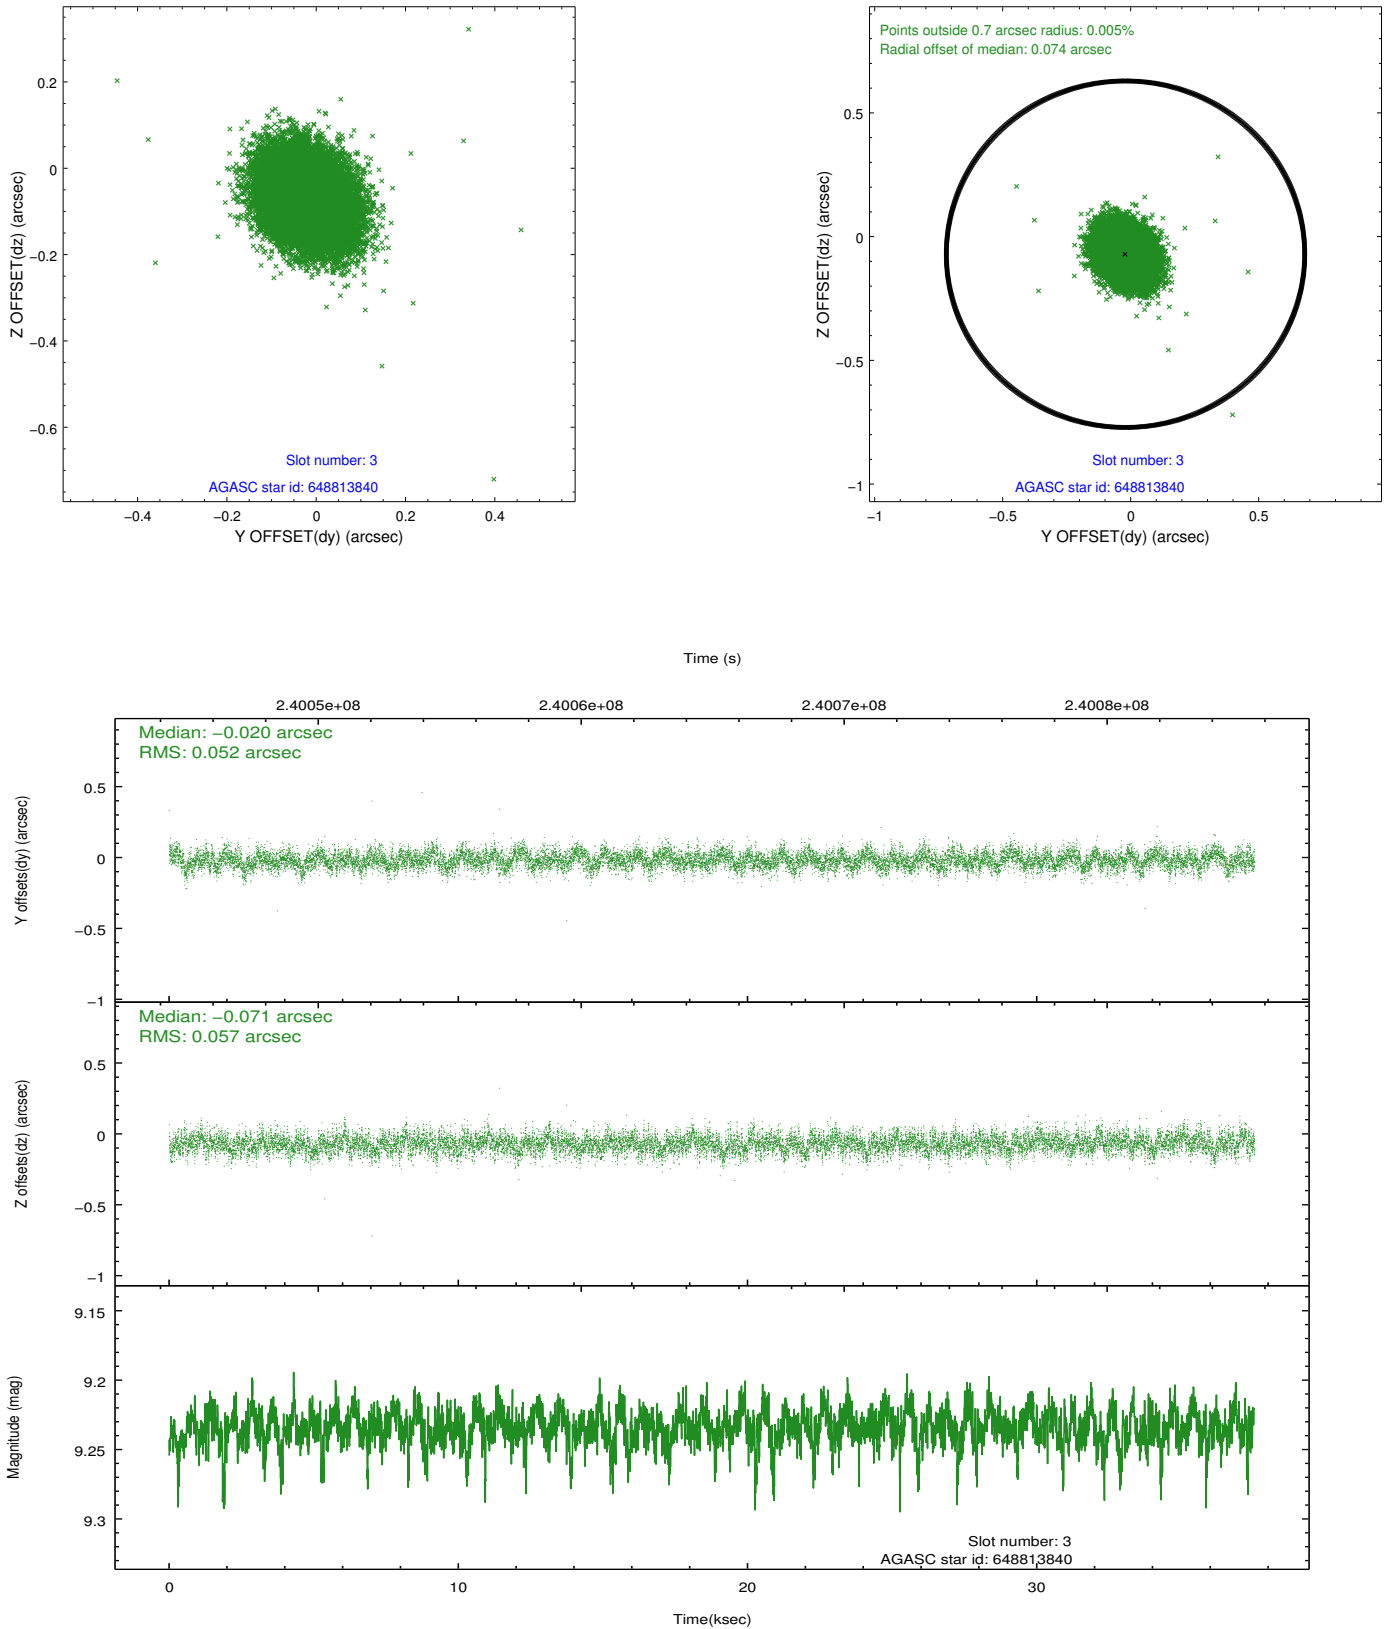 0.2
0
−0.2
−0.4
−0.6
Z OFFSET(dz) (arcsec)
Slot number: 3
AGASC star id: 648813840
−0.4
−0.2
0
0.2
0.4
Y OFFSET(dy) (arcsec)
Points outside 0.7 arcsec radius: 0.005%
Radial offset of median: 0.074 arcsec
0.5
0
−0.5
−1
Z OFFSET(dz) (arcsec)
Slot number: 3
AGASC star id: 648813840
−1
−0.5
0
0.5
Y OFFSET(dy) (arcsec)
Time (s)
2.4005e+08
2.4006e+08
2.4007e+08
2.4008e+08
Median: −0.020 arcsec
RMS: 0.052 arcsec
0.5
0
−0.5
−1
Y offsets(dy) (arcsec)
Median: −0.071 arcsec
RMS: 0.057 arcsec
0.5
0
−0.5
−1
Z offsets(dz) (arcsec)
9.15
9.2
9.25
9.3
Magnitude (mag)
Slot number: 3
AGASC star id: 648813840
0
10
20
30
Time(ksec)